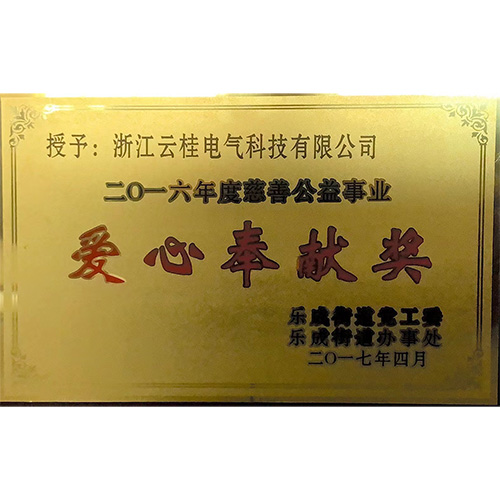 授予：浙江云桂电气科技有限公司
二〇一六年度慈善公益事业
爱心奉献奖
乐成街道党工委
乐成街道办事处
二〇一七年四月